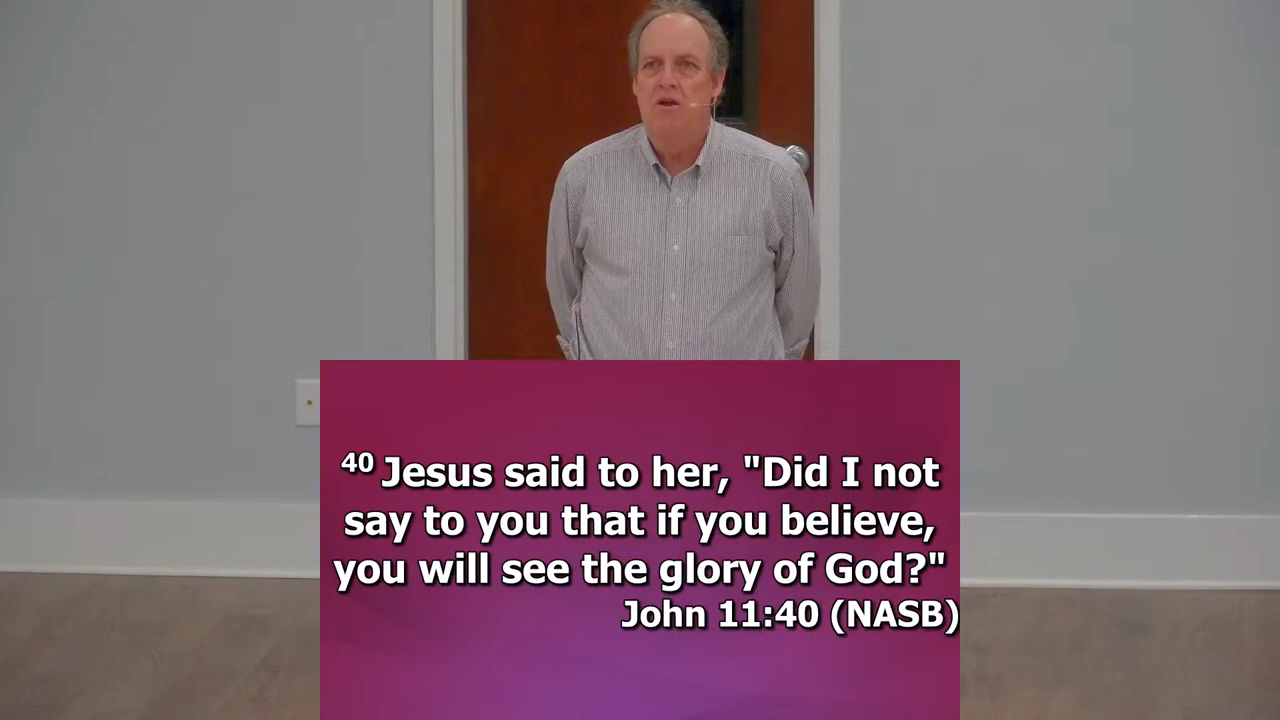 40 Jesus said to her, "Did I not
say to you that if you believe,
you will see the glory of God?"
John 11:40 (NASB)